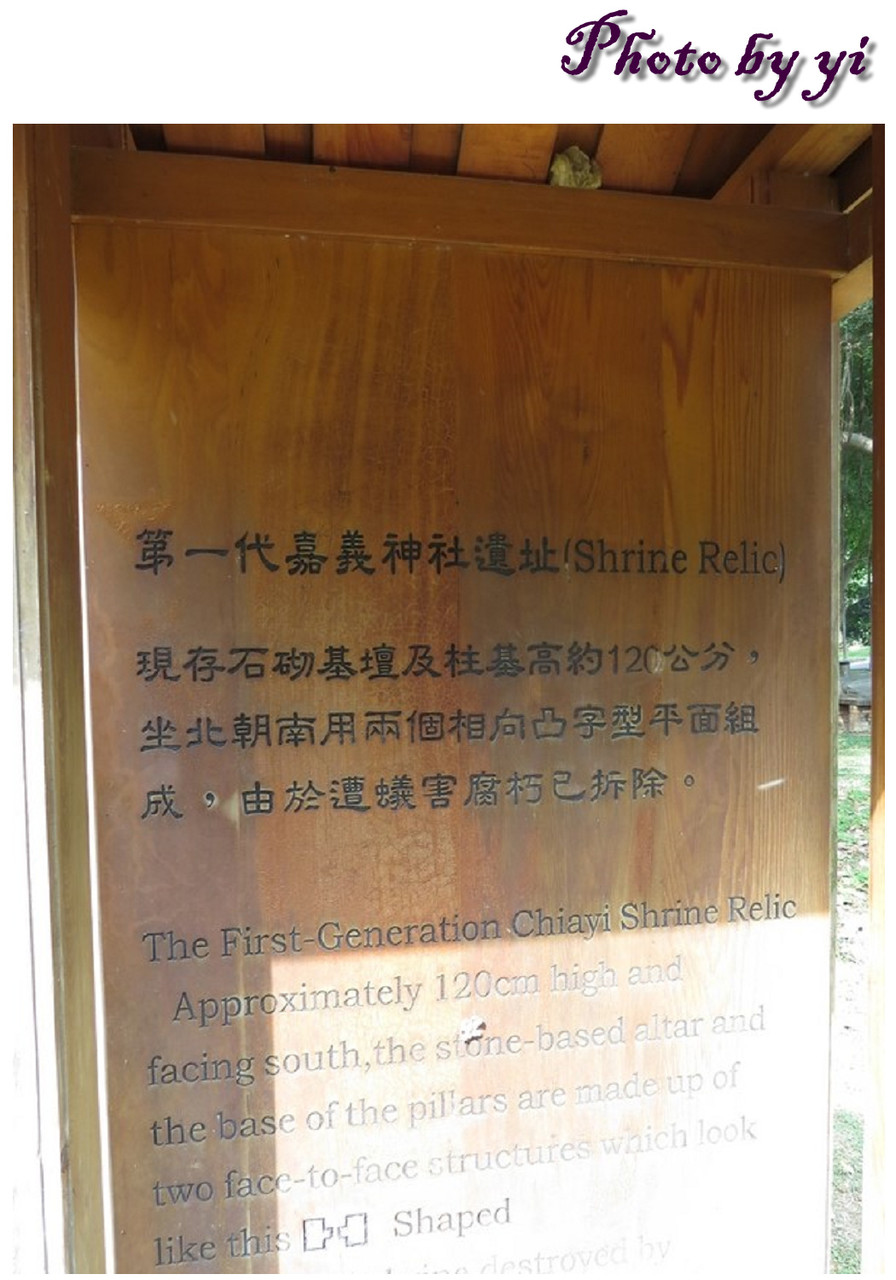 Photo by yi
第一代嘉義神社遺址(Shrine Relic)
現存石砌基壇及柱基高約120公分，
坐北朝南用兩個相向凸字型平面組
成，由於遭蟻害腐朽已拆除。
The First-Generation Chiayi Shrine Relic
Approximately 120cm high and
facing south,the stone-based altar and
the base of the pillars are made up of
two face-to-face structures which look
like this Shaped
destroyed by